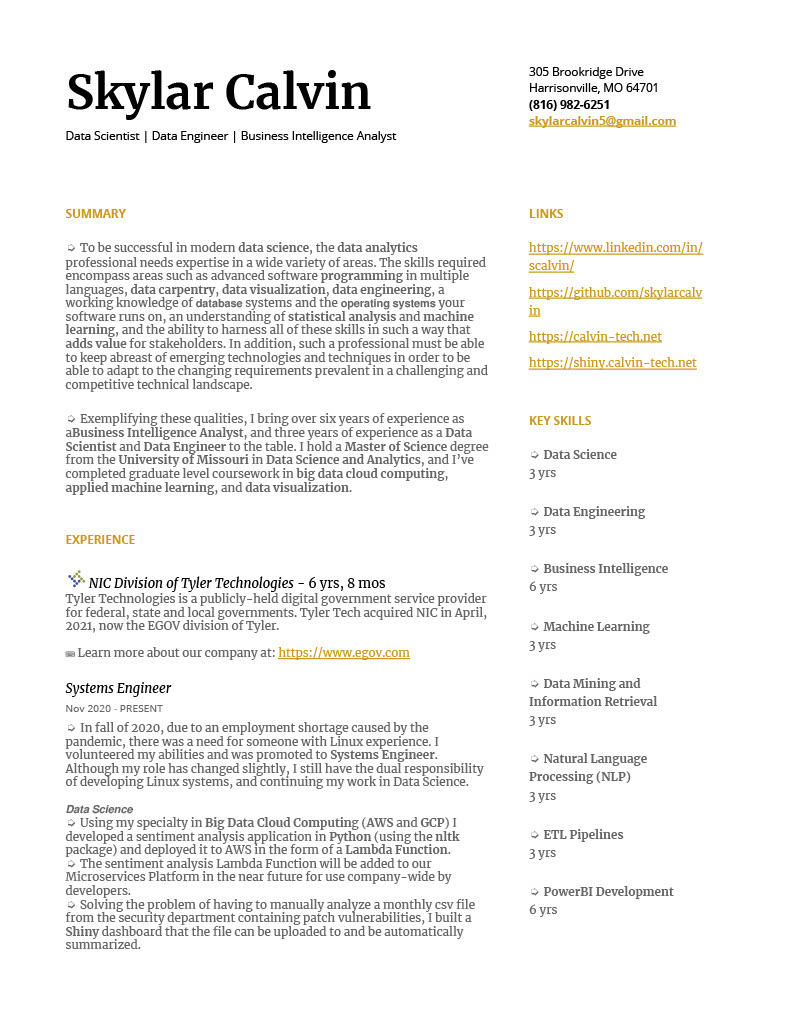 Skylar Calvin
Data Scientist | Data Engineer | Business Intelligence Analyst
305 Brookridge Drive
Harrisonville, MO 64701
(816) 982-6251
skylarcalvin5@gmail.com
SUMMARY
➭ To be successful in modern data science, the data analytics
professional needs expertise in a wide variety of areas. The skills required
encompass areas such as advanced software programming in multiple
languages, data carpentry, data visualization, data engineering, a
working knowledge of database systems and the operating systems your
software runs on, an understanding of statistical analysis and machine
learning, and the ability to harness all of these skills in such a way that
adds value for stakeholders. In addition, such a professional must be able
to keep abreast of emerging technologies and techniques in order to be
able to adapt to the changing requirements prevalent in a challenging and
competitive technical landscape.
➭ Exemplifying these qualities, I bring over six years of experience as
aBusiness Intelligence Analyst, and three years of experience as a Data
Scientist and Data Engineer to the table. I hold a Master of Science degree
from the University of Missouri in Data Science and Analytics, and I've
completed graduate level coursework in big data cloud computing,
applied machine learning, and data visualization.
EXPERIENCE
NIC Division of Tyler Technologies - 6 yrs, 8 mos
Tyler Technologies is a publicly-held digital government service provider
for federal, state and local governments. Tyler Tech acquired NIC in April,
2021, now the EGOV division of Tyler.
Learn more about our company at: https://www.egov.com
Systems Engineer
Nov 2020 - PRESENT
➭ In fall of 2020, due to an employment shortage caused by the
pandemic, there was a need for someone with Linux experience. I
volunteered my abilities and was promoted to Systems Engineer.
Although my role has changed slightly, I still have the dual responsibility
of developing Linux systems, and continuing my work in Data Science.
Data Science
➭ Using my specialty in Big Data Cloud Computing (AWS and GCP) I
developed a sentiment analysis application in Python (using the nltk
package) and deployed it to AWS in the form of a Lambda Function.
➭ The sentiment analysis Lambda Function will be added to our
Microservices Platform in the near future for use company-wide by
developers.
➭ Solving the problem of having to manually analyze a monthly csv file
from the security department containing patch vulnerabilities, I built a
Shiny dashboard that the file can be uploaded to and be automatically
summarized.
LINKS
https://www.linkedin.com/in/
scalvin/
https://github.com/skylarcalv
in
https://calvin-tech.net
https://shiny.calvin-tech.net
KEY SKILLS
➭ Data Science
3 yrs
➭ Data Engineering
3 yrs
➭ Business Intelligence
6 yrs
➭ Machine Learning
3 yrs
➭ Data Mining and
Information Retrieval
3 yrs
➭ Natural Language
Processing (NLP)
3 yrs
➭ ETL Pipelines
3 yrs
➭ PowerBI Development
6 yrs